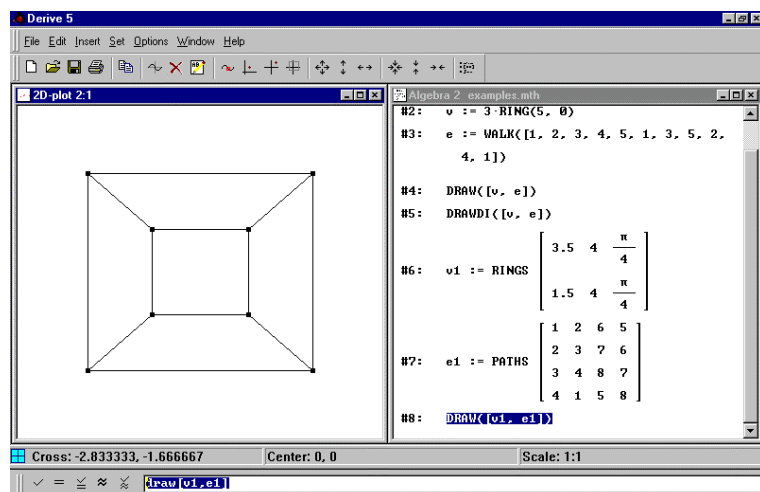 Derive 5
File Edit Insert Set Options Window Help
2D-plot 2:1
Algebra 2 examples.mth
#2: v := 3·RING(5, 0)
#3: e := WALK([1, 2, 3, 4, 5, 1, 3, 5, 2,
4, 1])
#4: DRAW([v, e])
#5: DRAWDI([v, e])
#6: v1 := RINGS [3.5 4 π/4
1.5 4 π/4]
#7: e1 := PATHS [1 2 6 5
2 3 7 6
3 4 8 7
4 1 5 8]
#8: DRAW([v1, e1])
Cross: -2.833333, -1.666667 Center: 0, 0 Scale: 1:1
draw[v1,e1]